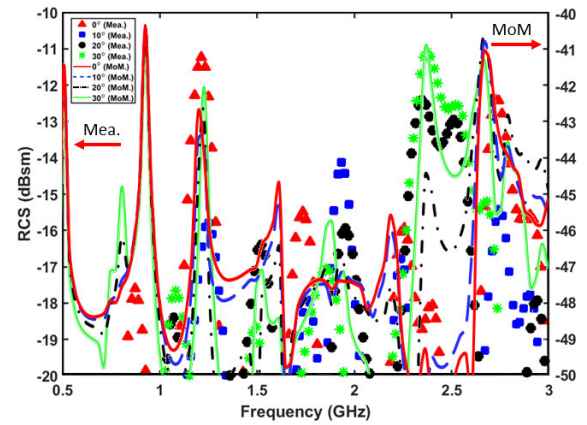 -10
-11
-12
-13
-14
-15
-16
-17
-18
-19
-20
-40
-41
-42
-43
-44
-45
-46
-47
-48
-49
-50
RCS (dBsm)
0° (Mea.)
10° (Mea.)
20° (Mea.)
30° (Mea.)
0° (MoM.)
10° (MoM.)
20° (MoM.)
30° (MoM.)
MoM
Mea.
0.5 1 1.5 2 2.5 3
Frequency (GHz)